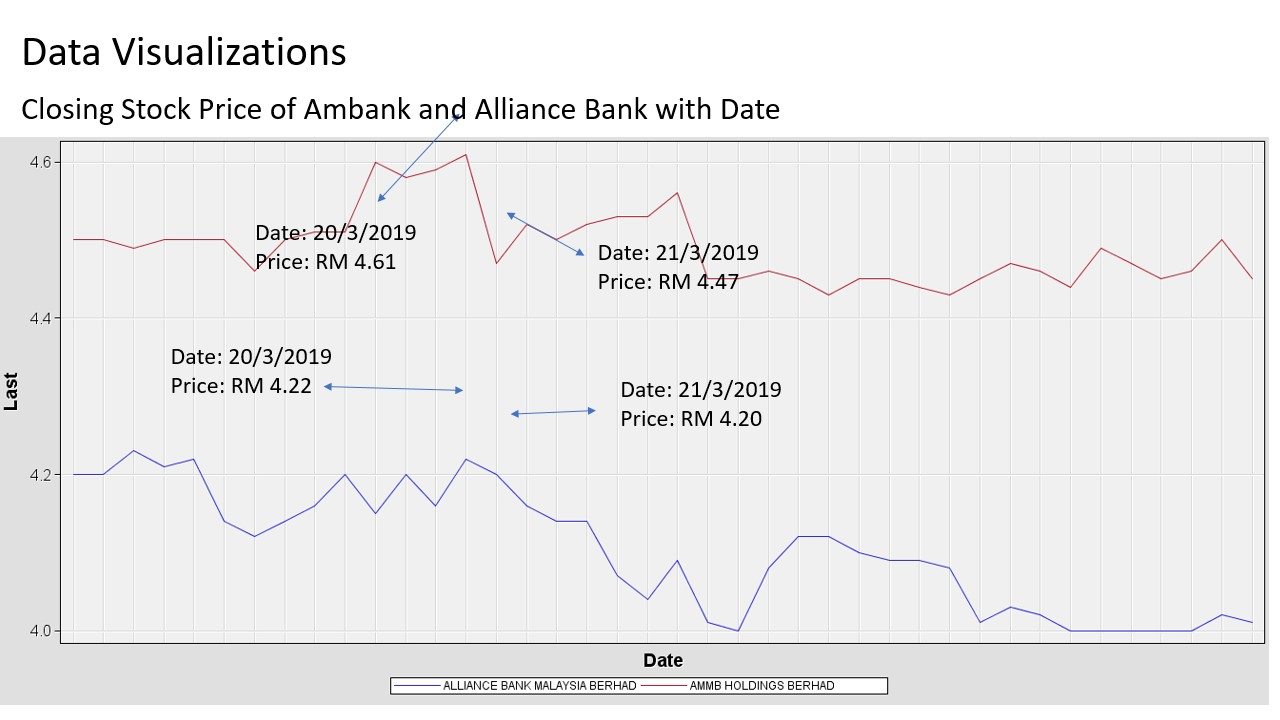 Data Visualizations
Closing Stock Price of Ambank and Alliance Bank with Date
4.6
Date: 20/3/2019
Price: RM 4.61
Date: 21/3/2019
Price: RM 4.47
4.4
Date: 20/3/2019
Price: RM 4.22
Date: 21/3/2019
Price: RM 4.20
Last
4.2
4.0
Date
ALLIANCE BANK MALAYSIA BERHAD
AMMB HOLDINGS BERHAD